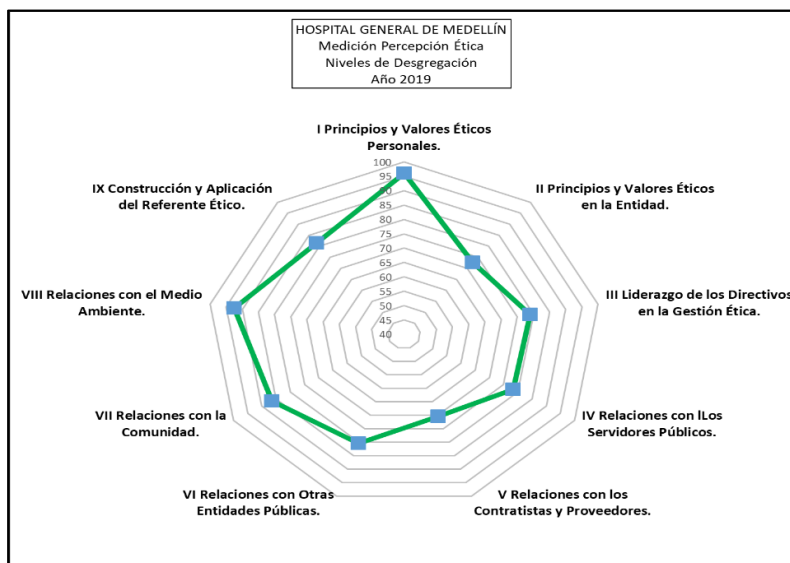 HOSPITAL GENERAL DE MEDELLÍN
Medición Percepción Ética
Niveles de Desgregación
Año 2019
I Principios y Valores Éticos
Personales.
II Principios y Valores Éticos
en la Entidad.
III Liderazgo de los Directivos
en la Gestión Ética.
IV Relaciones con lLos
Servidores Públicos.
V Relaciones con los
Contratistas y Proveedores.
VI Relaciones con Otras
Entidades Públicas.
VII Relaciones con la
Comunidad.
VIII Relaciones con el Medio
Ambiente.
IX Construcción y Aplicación
del Referente Ético.
100
95
90
85
80
75
70
65
60
55
50
45
40